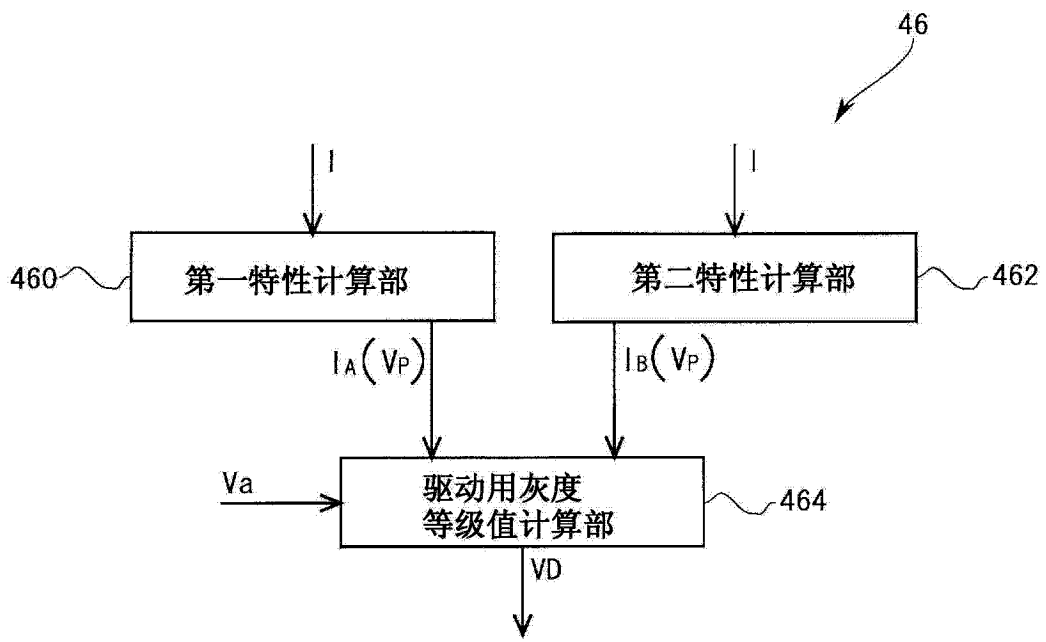 46
I
I
460
第一特性计算部
第二特性计算部
462
IA(VP)
IB(VP)
Va
驱动用灰度
等级值计算部
464
VD